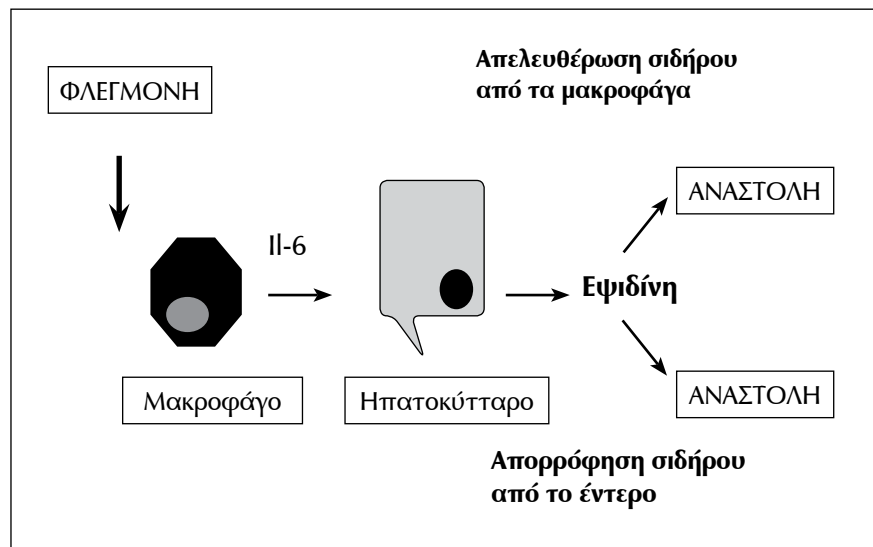 Απελευθέρωση σιδήρου
από τα μακροφάγα
ΦΛΕΓΜΟΝΗ
ΑΝΑΣΤΟΛΗ
Il-6
Εψιδίνη
Μακροφάγο
Ηπατοκύτταρο
ΑΝΑΣΤΟΛΗ
Απορρόφηση σιδήρου
από το έντερο